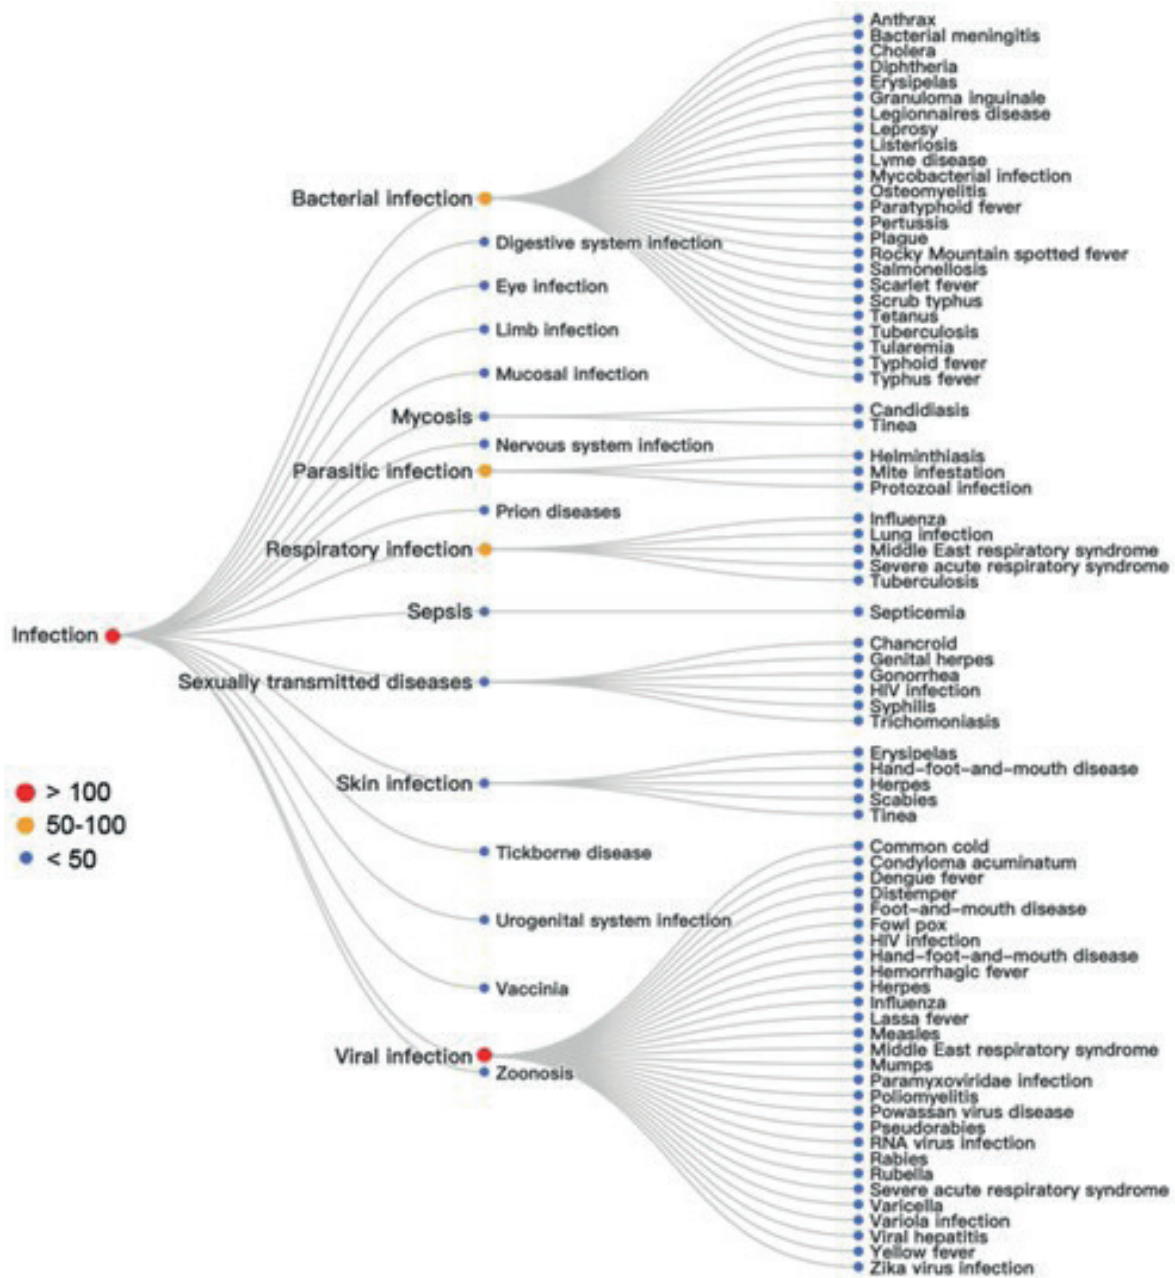 Anthrax
Bacterial meningitis
Cholera
Diphtheria
Erysipelas
Granuloma inguinale
Legionnaires disease
Leprosy
Listeriosis
Lyme disease
Mycobacterial infection
Osteomyelitis
Paratyphoid fever
Pertussis
Plague
Rocky Mountain spotted fever
Salmonellosis
Scarlet fever
Scrub typhus
Tetanus
Tuberculosis
Tularemia
Typhoid fever
Typhus fever
Bacterial infection
Digestive system infection
Eye infection
Limb infection
Mucosal infection
Mycosis
Candidiasis
Tinea
Nervous system infection
Parasitic infection
Helminthiasis
Mite infestation
Protozoal infection
Prion diseases
Respiratory infection
Influenza
Lung infection
Middle East respiratory syndrome
Severe acute respiratory syndrome
Tuberculosis
Sepsis
Septicemia
Infection
Sexually transmitted diseases
Chancroid
Genital herpes
Gonorrhea
HIV infection
Syphilis
Trichomoniasis
Skin infection
Erysipelas
Hand-foot-and-mouth disease
Herpes
Scabies
Tinea
> 100
50-100
< 50
Tickborne disease
Urogenital system infection
Vaccinia
Viral infection
Zoonosis
Common cold
Condyloma acuminatum
Dengue fever
Distemper
Foot-and-mouth disease
Fowl pox
HIV infection
Hand-foot-and-mouth disease
Hemorrhagic fever
Herpes
Influenza
Lassa fever
Measles
Middle East respiratory syndrome
Mumps
Paramyxoviridae infection
Poliomyelitis
Powassan virus disease
Pseudorabies
RNA virus infection
Rabies
Rubella
Severe acute respiratory syndrome
Varicella
Variola infection
Viral hepatitis
Yellow fever
Zika virus infection